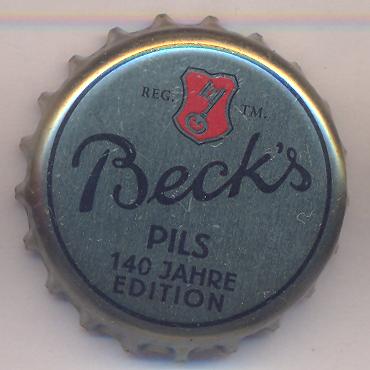 REG. TM.
Beck's
PILS
140 JAHRE
EDITION